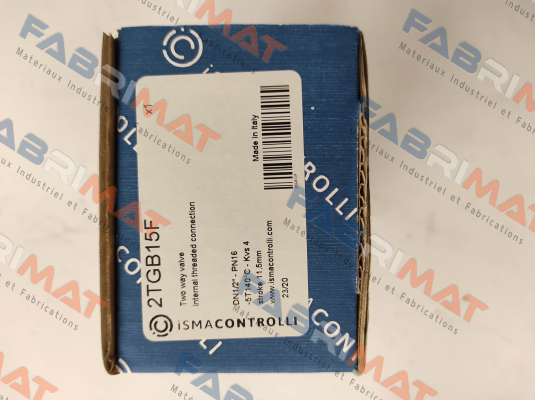 x1
2TGB15F
Two way valve
internal threaded connection
Made in Italy
DN1/2" - PN16
-5T140°C - Kvs 4
stroke 11.5mm
www.ismacontrolli.com
23/20
iSMACONTROLLI
iSMACONTROLLI
FABRIMAT
Materiaux Industriel et Fabrications